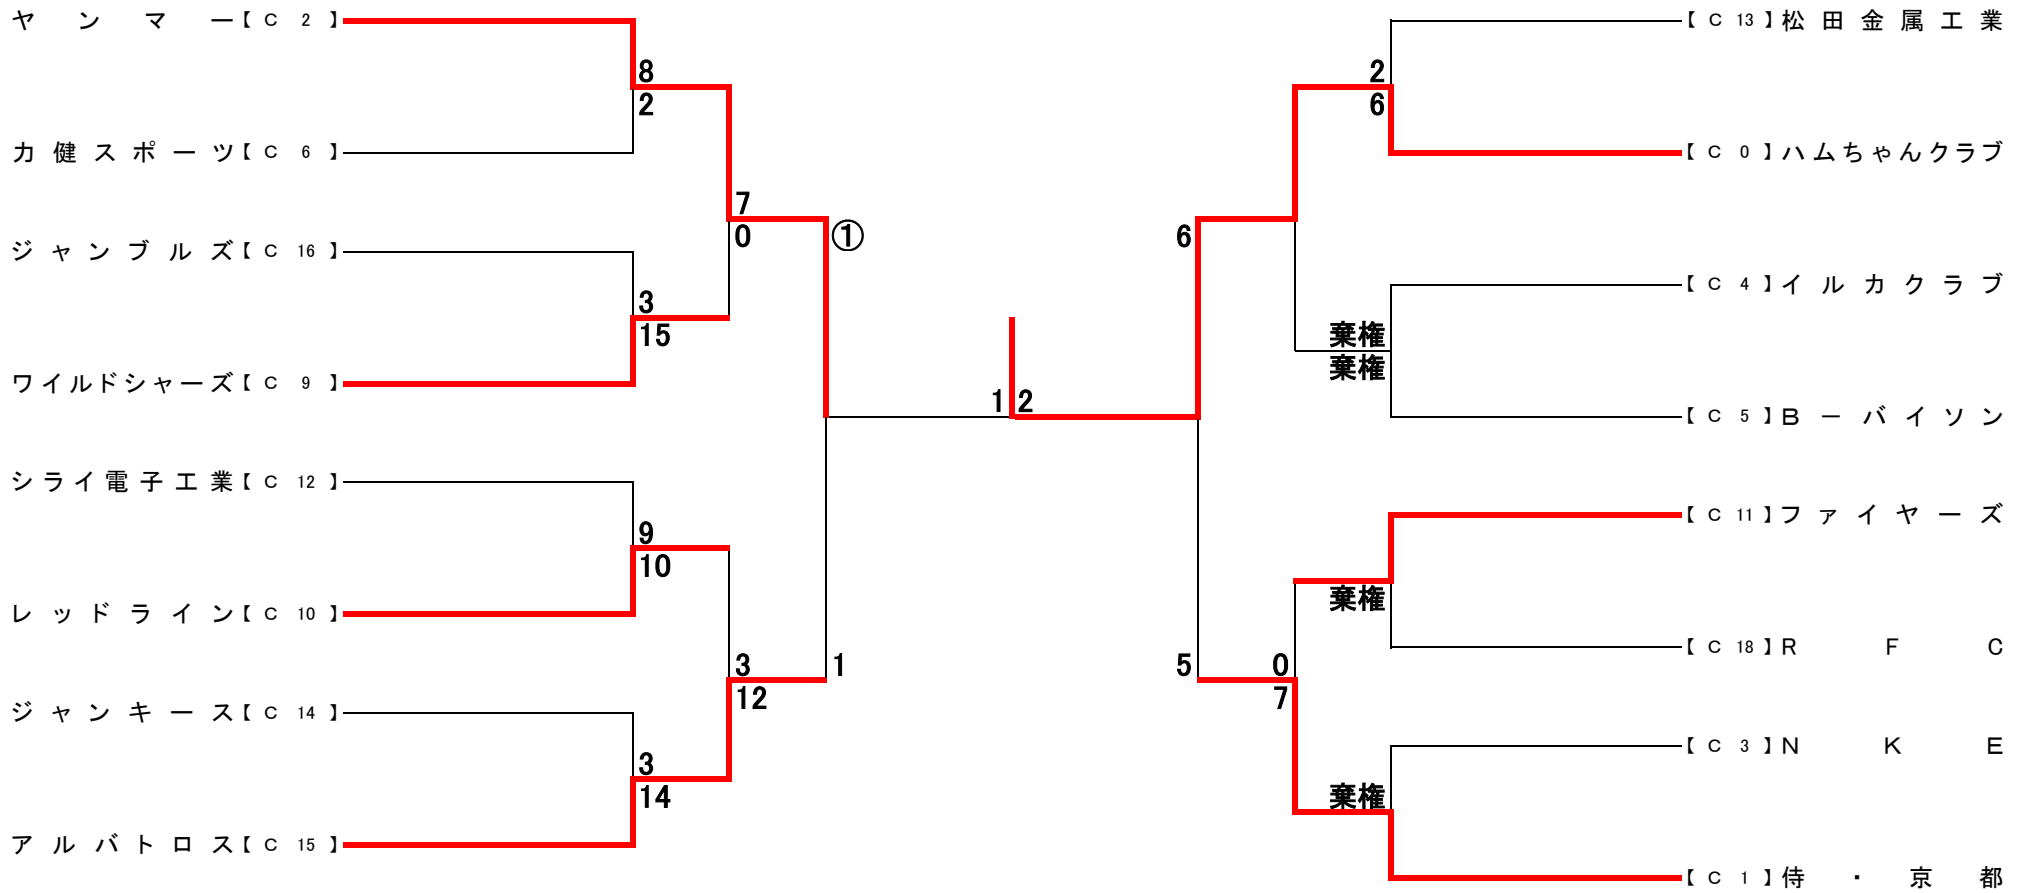 ヤンマー【 C 2 】
8
2
力健スポーツ【 C 6 】
7
0
ジャンブルズ【 C 16 】
3
15
ワイルドシャーズ【 C 9 】
①
シライ電子工業【 C 12 】
9
10
レッドライン【 C 10 】
3
12
ジャンキース【 C 14 】
3
14
アルバトロス【 C 15 】
1
1 2
【 C 13 】松田金属工業
2
6
【 C 0 】ハムちゃんクラブ
6
【 C 4 】イルカクラブ
棄権
棄権
【 C 5 】B－バイソン
【 C 11 】ファイヤーズ
棄権
【 C 18 】RFC
5
0
7
【 C 3 】NKE
棄権
【 C 1 】侍・京都